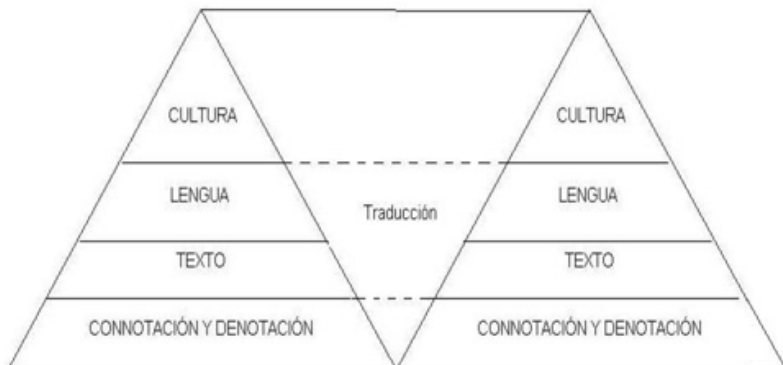 CULTURA CULTURA
LENGUA LENGUA
Traducción
TEXTO TEXTO
CONNOTACIÓN Y DENOTACIÓN CONNOTACIÓN Y DENOTACIÓN